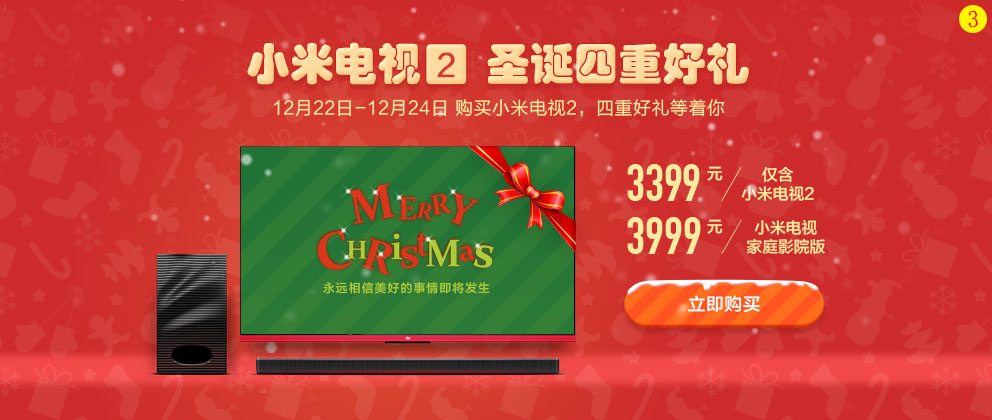 3
小米电视2 圣诞四重好礼
12月22日-12月24日 购买小米电视2，四重好礼等着你
MERRY
CHRistMas
永远相信美好的事情即将发生
3399元/仅含
小米电视2
3999元/小米电视
家庭影院版
立即购买